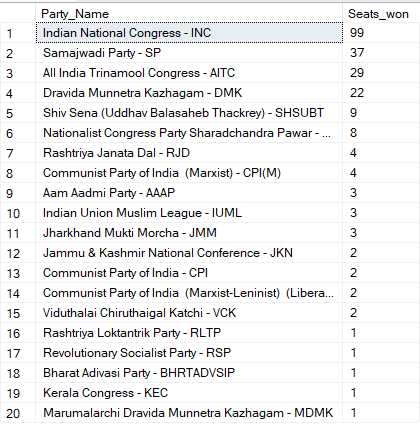 Party_Name Seats_won
1 Indian National Congress - INC 99
2 Samajwadi Party - SP 37
3 All India Trinamool Congress - AITC 29
4 Dravida Munnetra Kazhagam - DMK 22
5 Shiv Sena (Uddhav Balasaheb Thackrey) - SHSUBT 9
6 Nationalist Congress Party Sharadchandra Pawar - ... 8
7 Rashtriya Janata Dal - RJD 4
8 Communist Party of India (Marxist) - CPI(M) 4
9 Aam Aadmi Party - AAAP 3
10 Indian Union Muslim League - IUML 3
11 Jharkhand Mukti Morcha - JMM 3
12 Jammu & Kashmir National Conference - JKN 2
13 Communist Party of India - CPI 2
14 Communist Party of India (Marxist-Leninist) (Libera... 2
15 Viduthalai Chiruthaigal Katchi - VCK 2
16 Rashtriya Loktantrik Party - RLTP 1
17 Revolutionary Socialist Party - RSP 1
18 Bharat Adivasi Party - BHRTADVSIP 1
19 Kerala Congress - KEC 1
20 Marumalarchi Dravida Munnetra Kazhagam - MDMK 1